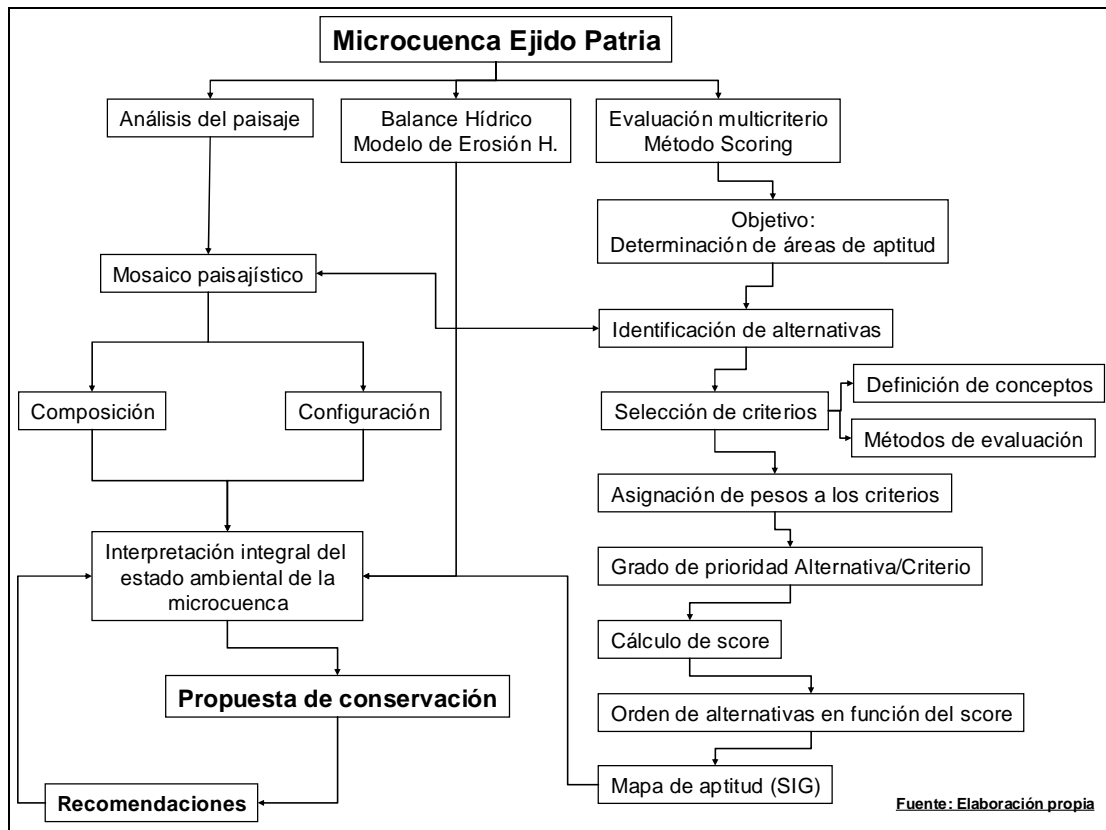 Microcuenca Ejido Patria
Análisis del paisaje
Balance Hídrico
Modelo de Erosión H.
Evaluación multicriterio
Método Scoring
Objetivo:
Determinación de áreas de aptitud
Mosaico paisajístico
Identificación de alternativas
Composición
Configuración
Selección de criterios
Definición de conceptos
Métodos de evaluación
Asignación de pesos a los criterios
Interpretación integral del
estado ambiental de la
microcuenca
Grado de prioridad Alternativa/Criterio
Cálculo de score
Propuesta de conservación
Orden de alternativas en función del score
Mapa de aptitud (SIG)
Recomendaciones
Fuente: Elaboración propia